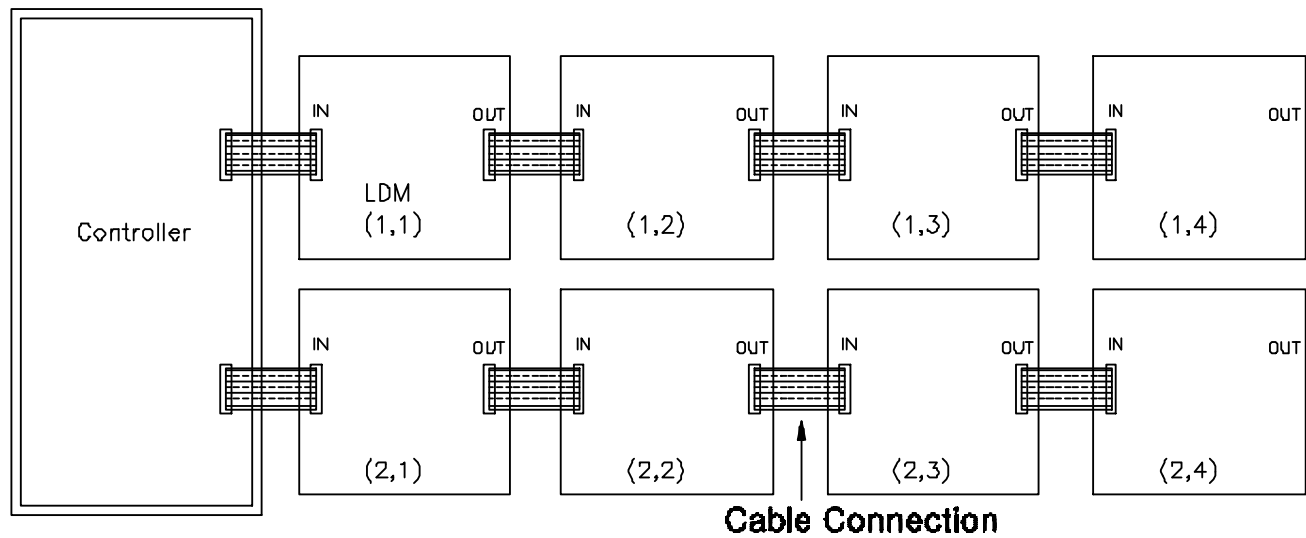 IN OUT IN OUT IN OUT IN OUT
LDM
Controller (1,1) (1,2) (1,3) (1,4)
IN OUT IN OUT IN OUT IN OUT
(2,1) (2,2) (2,3) (2,4)
Cable Connection